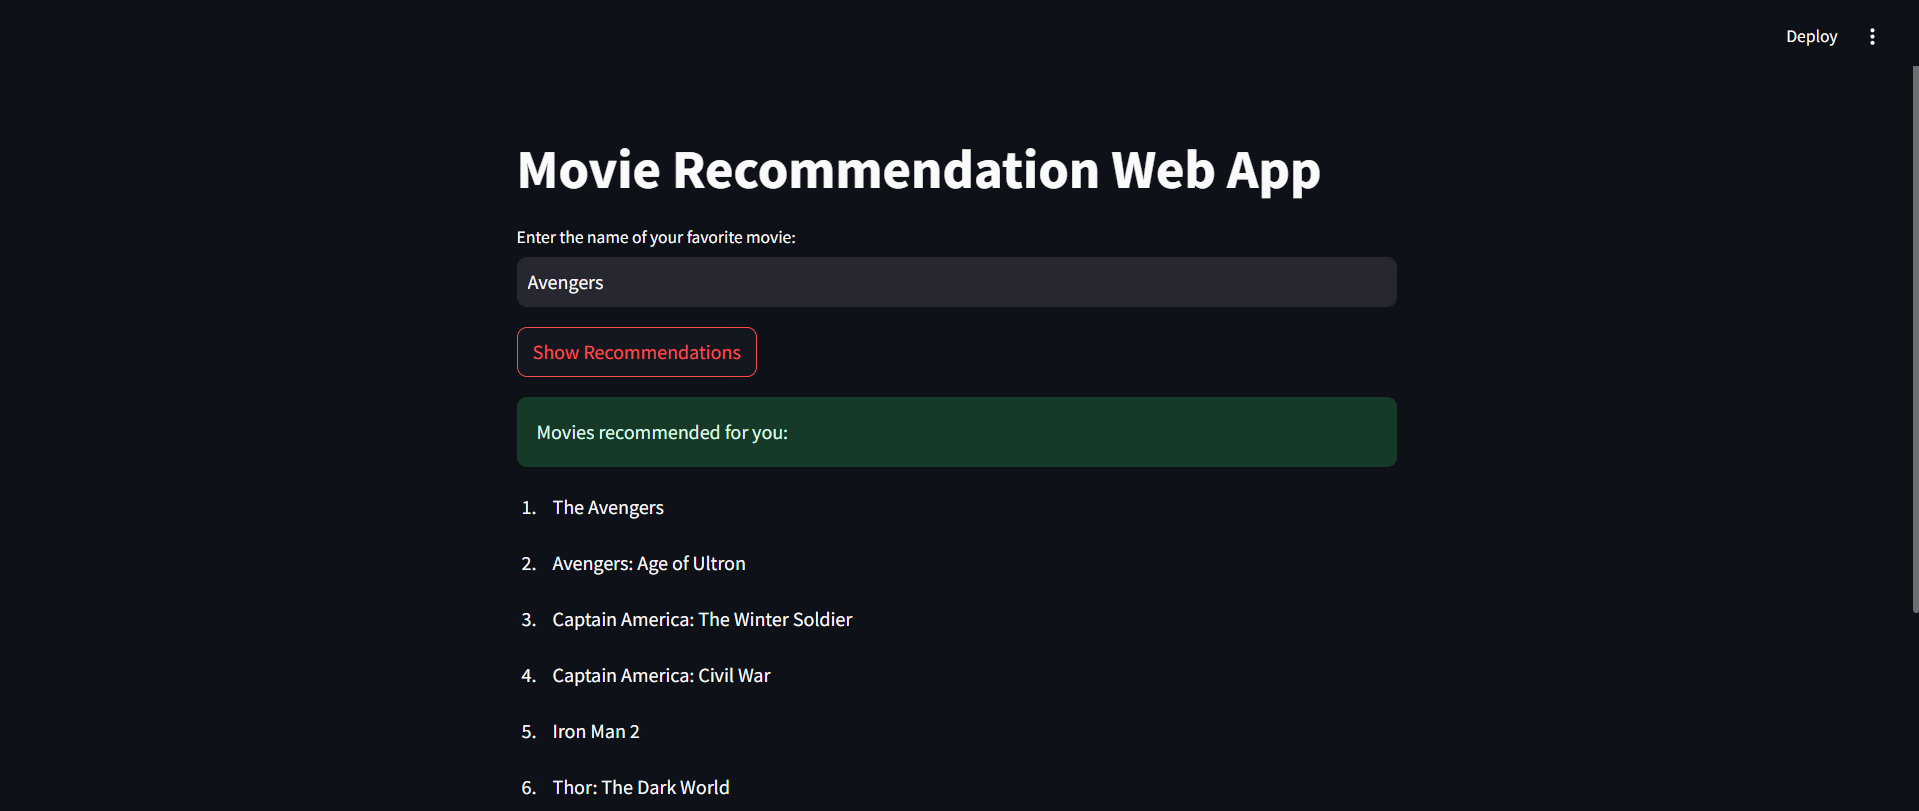 Deploy
Movie Recommendation Web App
Enter the name of your favorite movie:
Avengers
Show Recommendations
Movies recommended for you:
1. The Avengers
2. Avengers: Age of Ultron
3. Captain America: The Winter Soldier
4. Captain America: Civil War
5. Iron Man 2
6. Thor: The Dark World